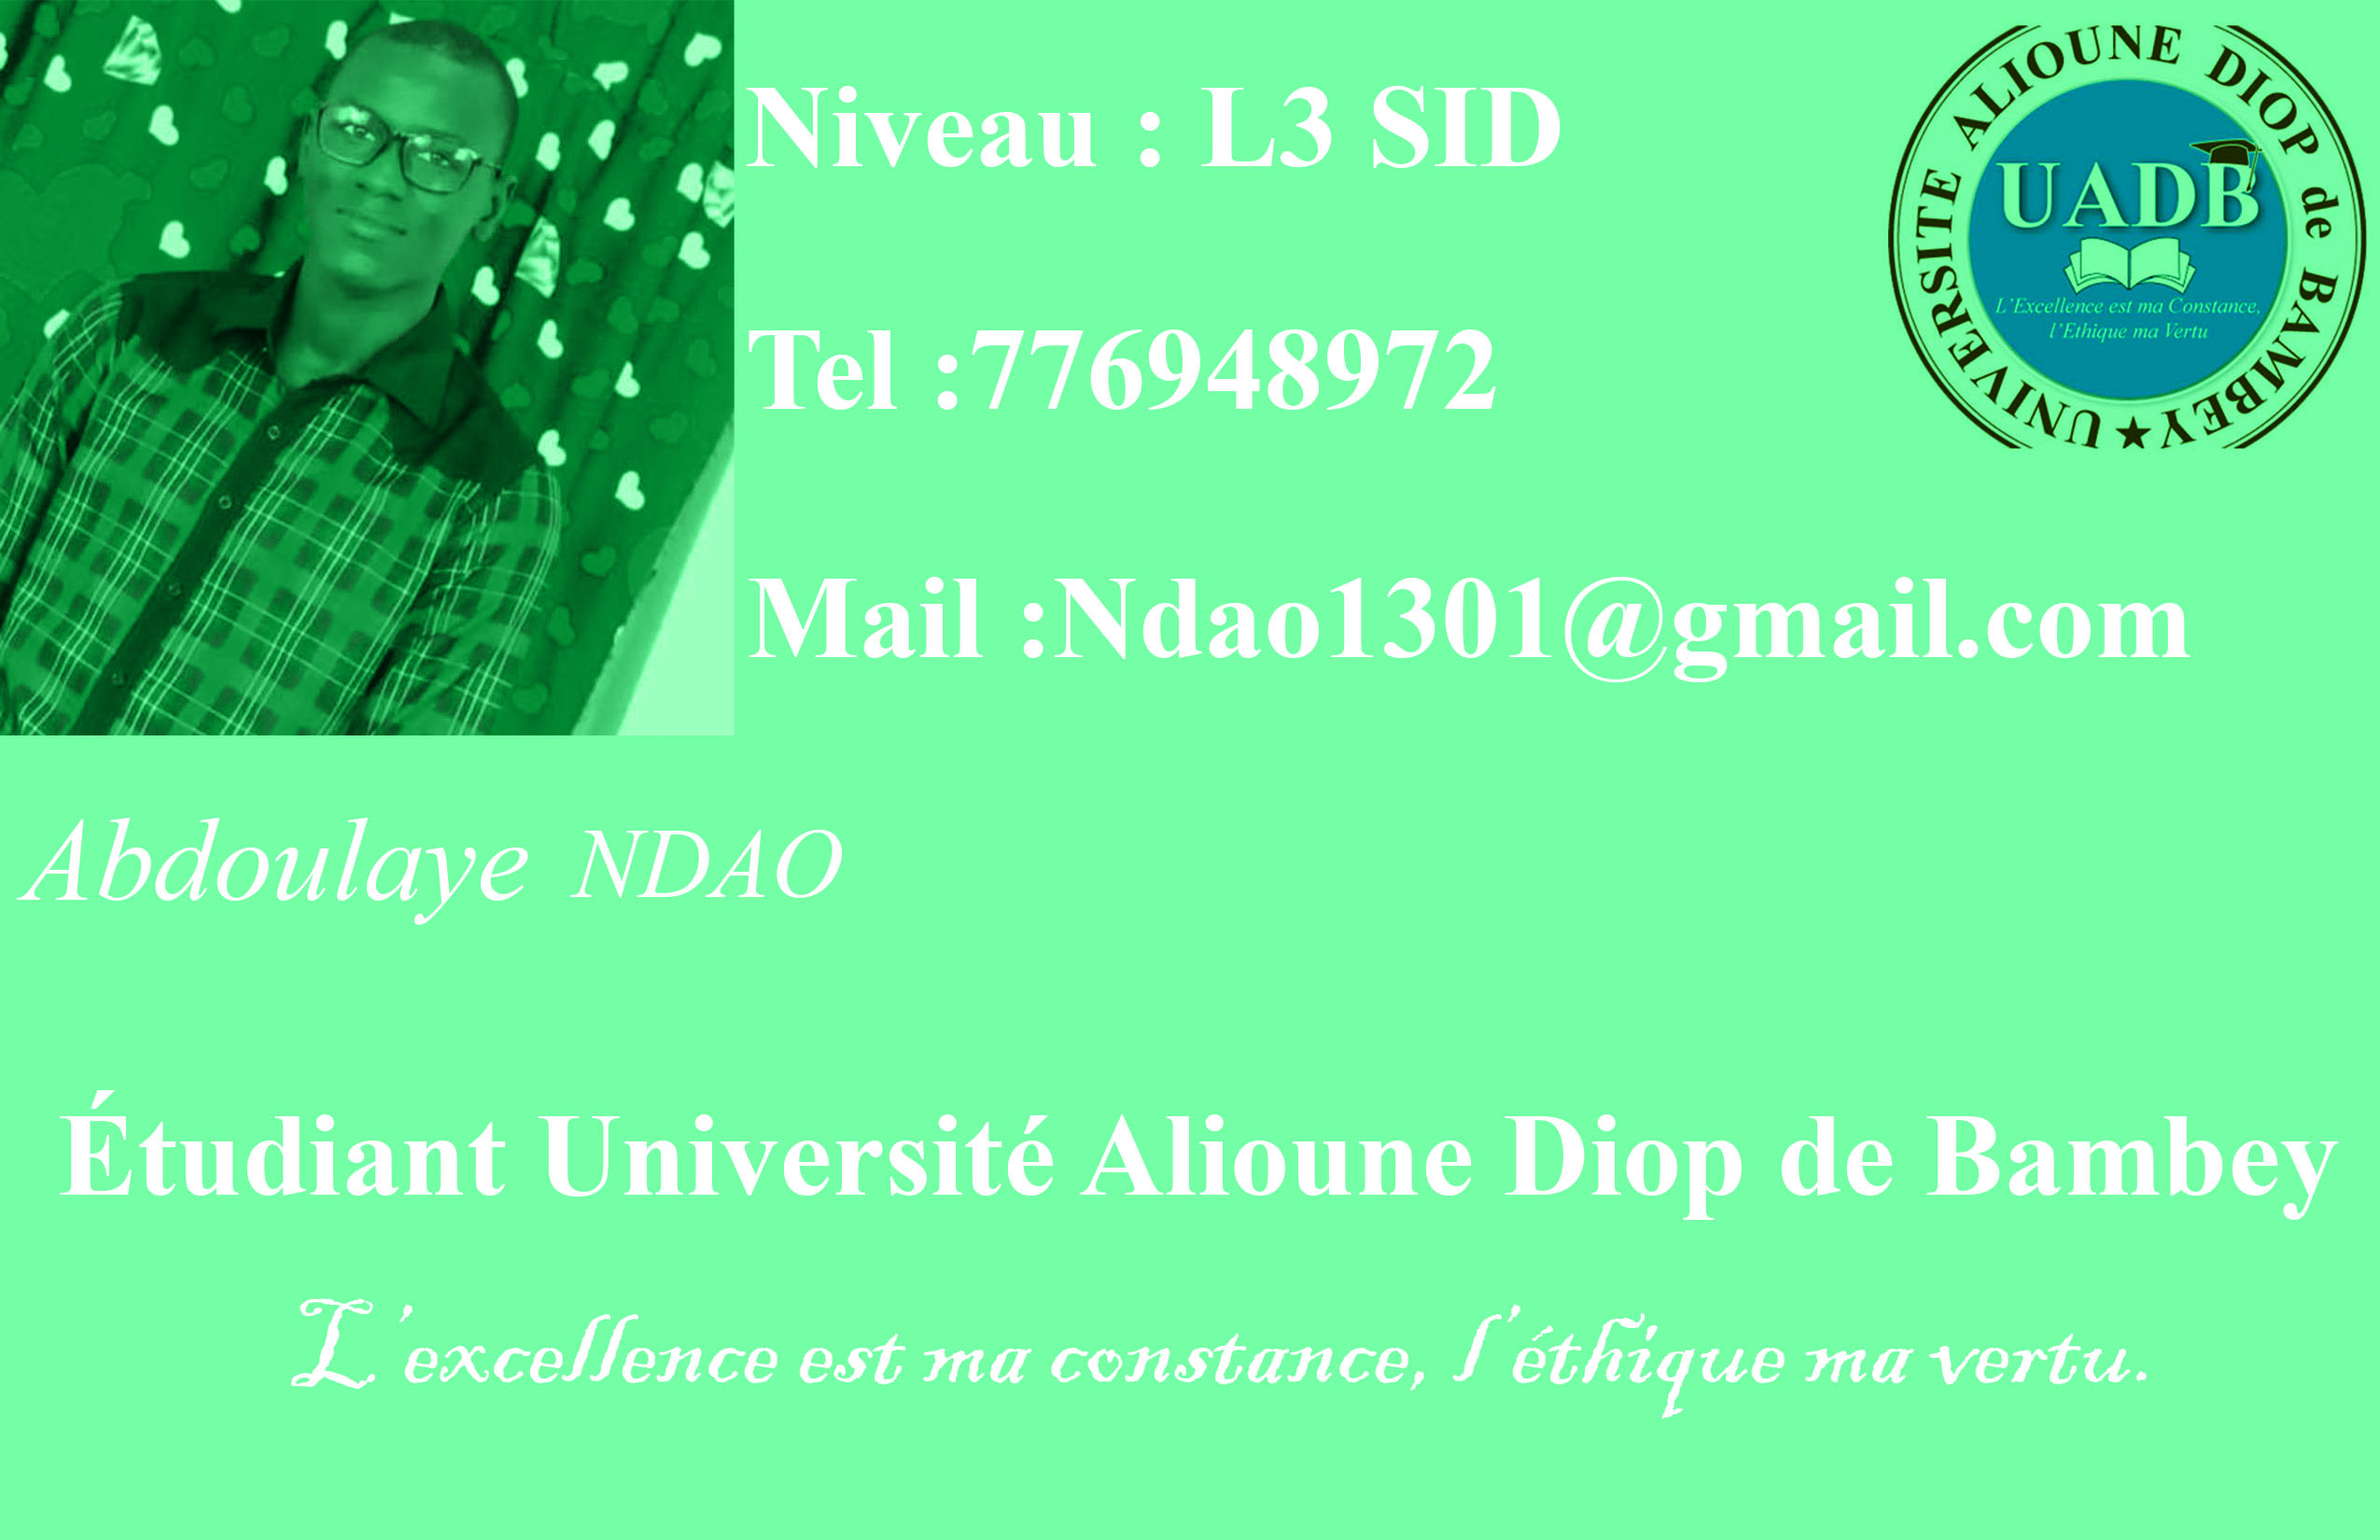 Niveau : L3 SID
Tel :776948972
Mail :Ndao1301@gmail.com
UNIVERSITE ALIOUNE DIOP de BAMBEY ★
UADB
L'Excellence est ma Constance,
l'Ethique ma Vertu
Abdoulaye NDAO
Étudiant Université Alioune Diop de Bambey
L'excellence est ma constance, l'éthique ma vertu.